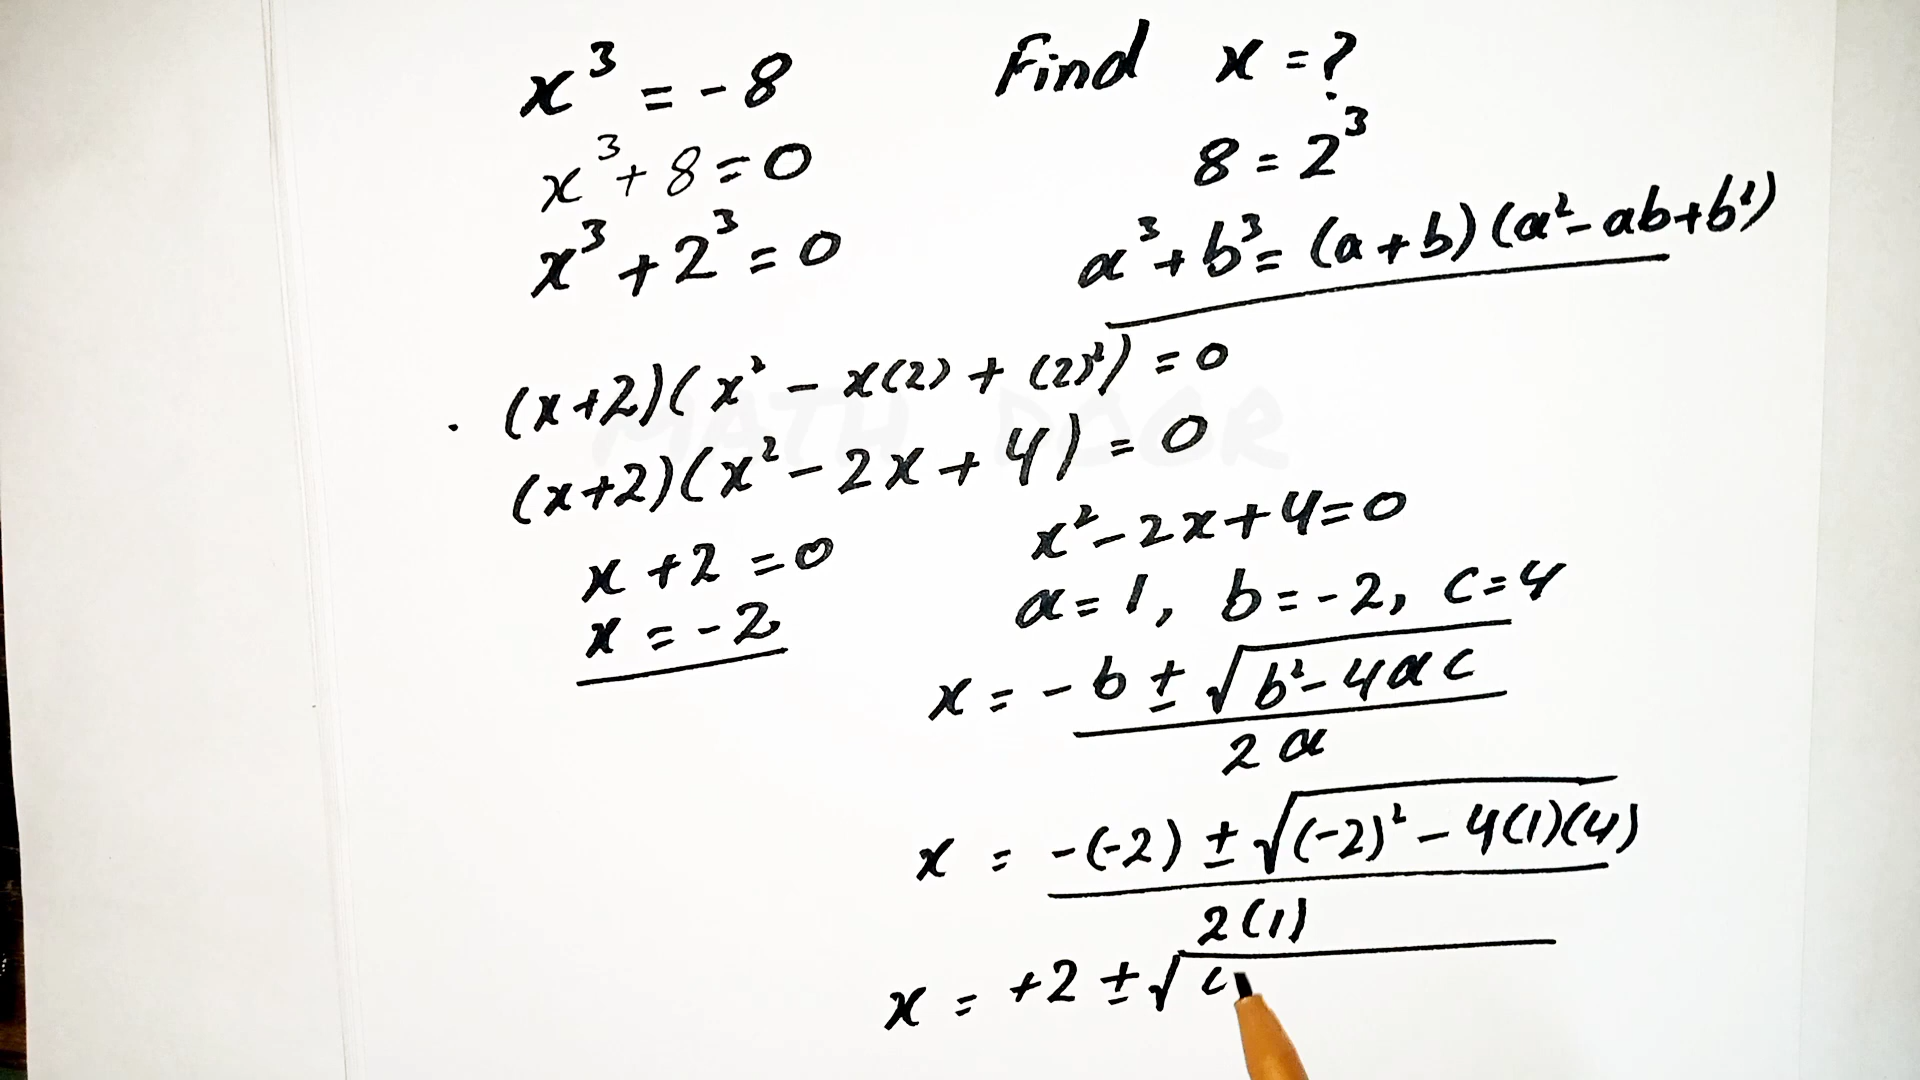 x³ = -8
Find x = ?
x³ + 8 = 0
8 = 2³
x³ + 2³ = 0
a³ + b³ = (a + b) (a² - ab + b²)
(x+2) (x² - x(2) + (2)²) = 0
(x+2) (x² - 2x + 4) = 0
x + 2 = 0
x = -2
x² - 2x + 4 = 0
a = 1, b = -2, c = 4
x = -b ± √b² - 4ac
2a
x = -(-2) ± √(-2)² - 4(1)(4)
2(1)
x = +2 ± √
MATH DOOR